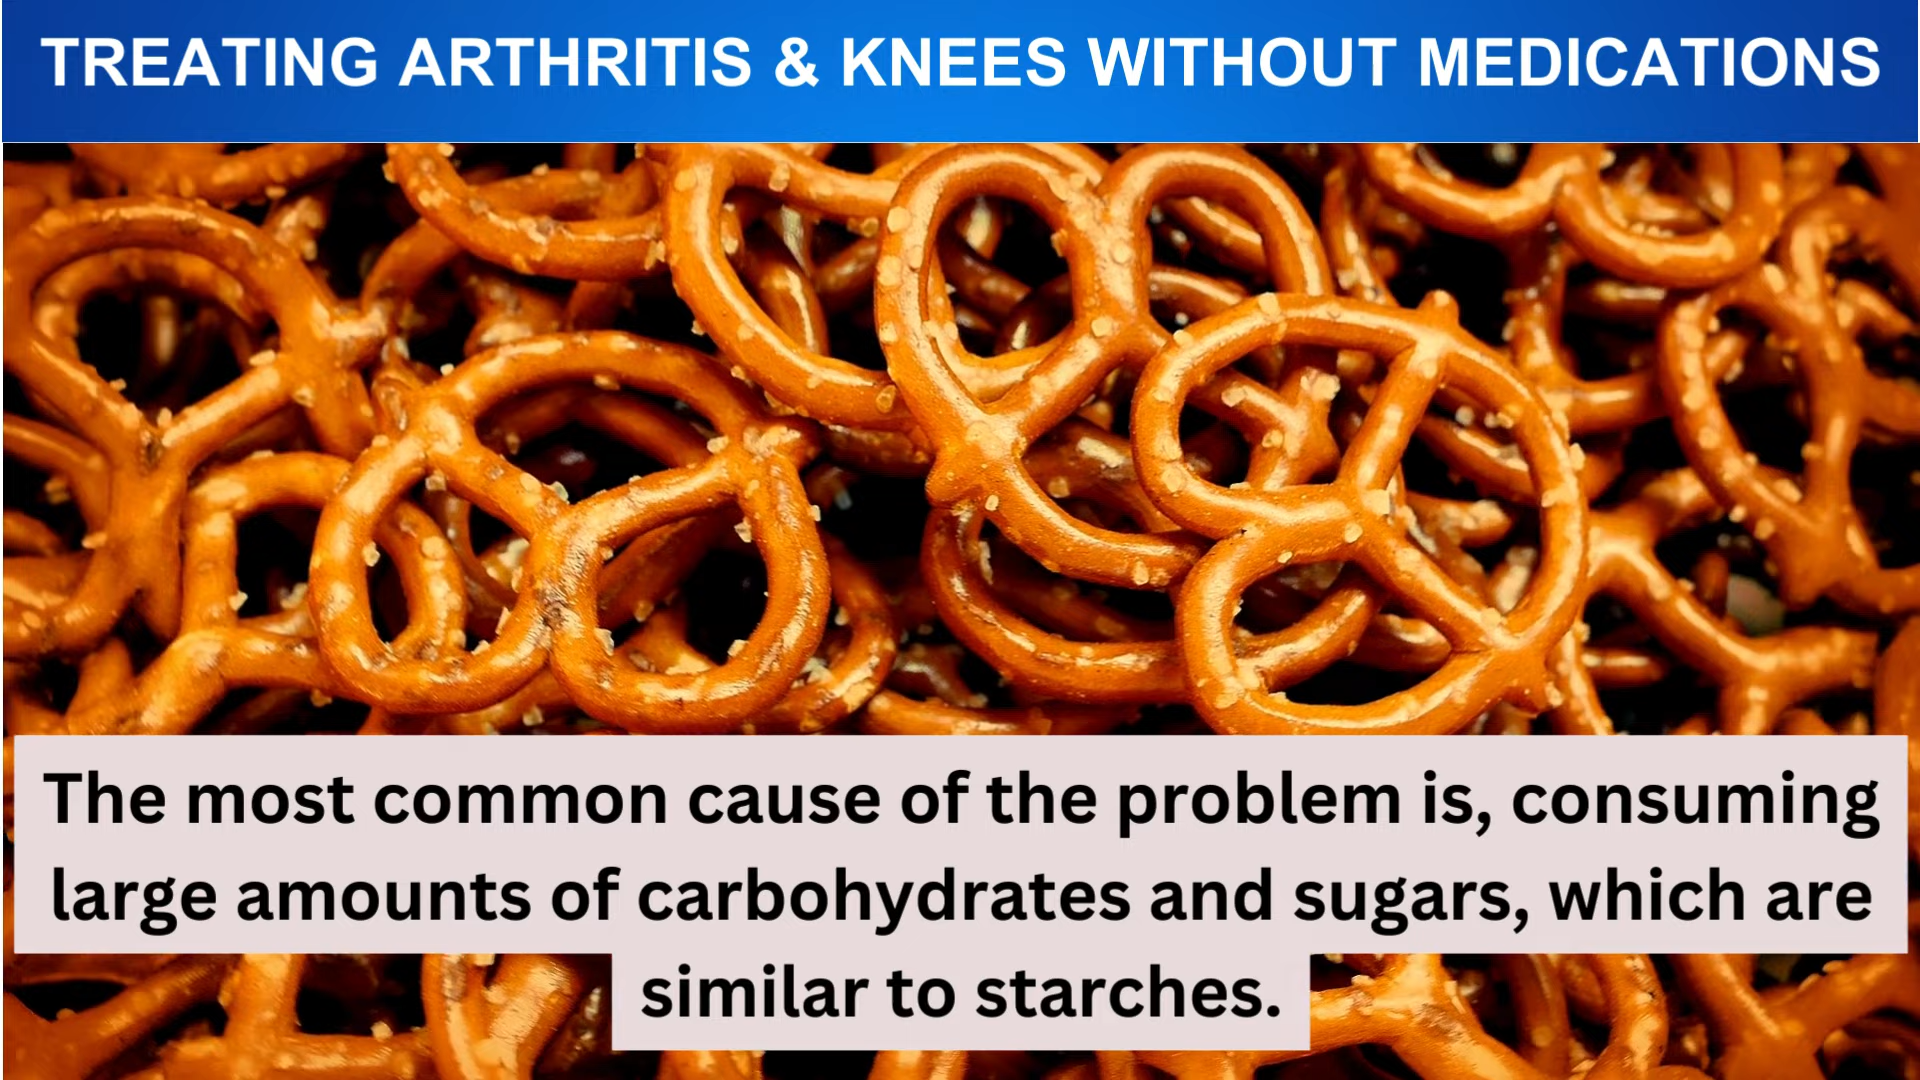 TREATING ARTHRITIS & KNEES WITHOUT MEDICATIONS
The most common cause of the problem is, consuming
large amounts of carbohydrates and sugars, which are
similar to starches.